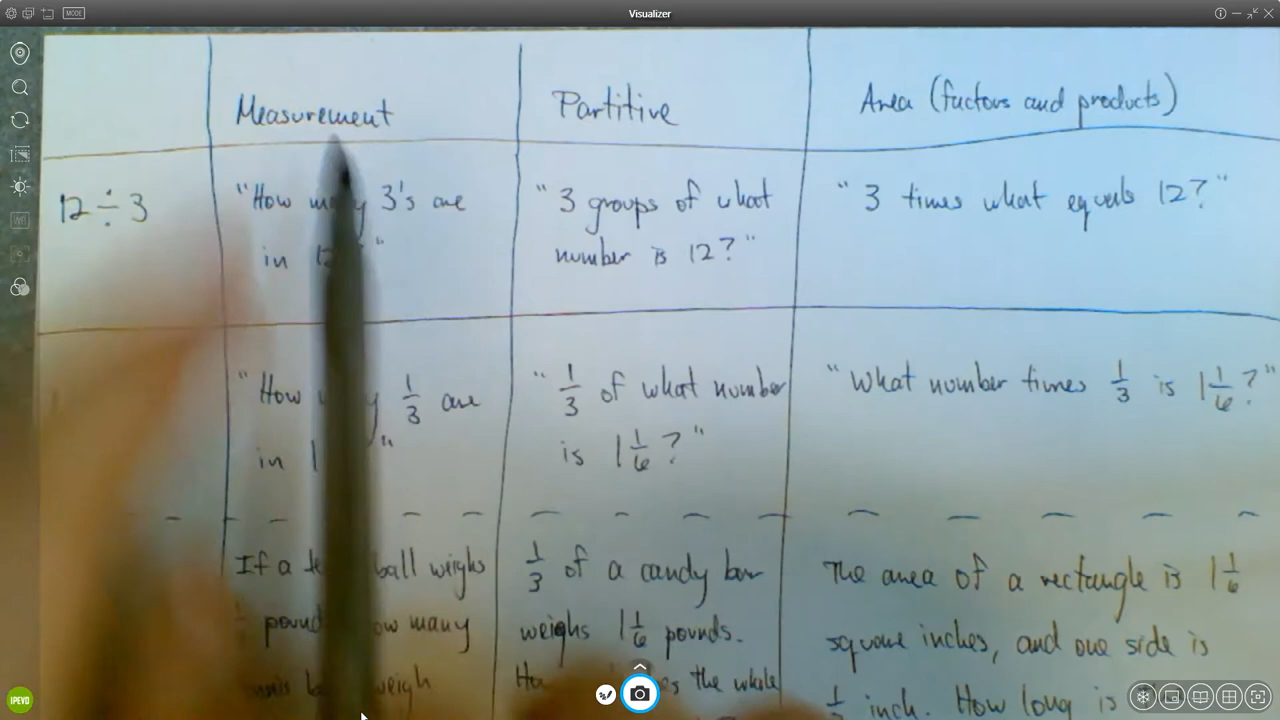 MODE
Visualizer
Measurement
Partitive
Area (factors and products)
12 ÷ 3
"How 3's are
in
"3 groups of what
number is 12?"
"3 times what equals 12?"
"How 1/3 are
in 1
"1/3 of what number
is 1 1/6?"
"What number times 1/3 is 1 1/6?"
If a ball weighs
pound many
weigh
1/3 of a candy bar
weighs 1 1/6 pounds.
the whole
The area of a rectangle is 1 1/6
square inches, and one side is
inch. How long is
IPEVO